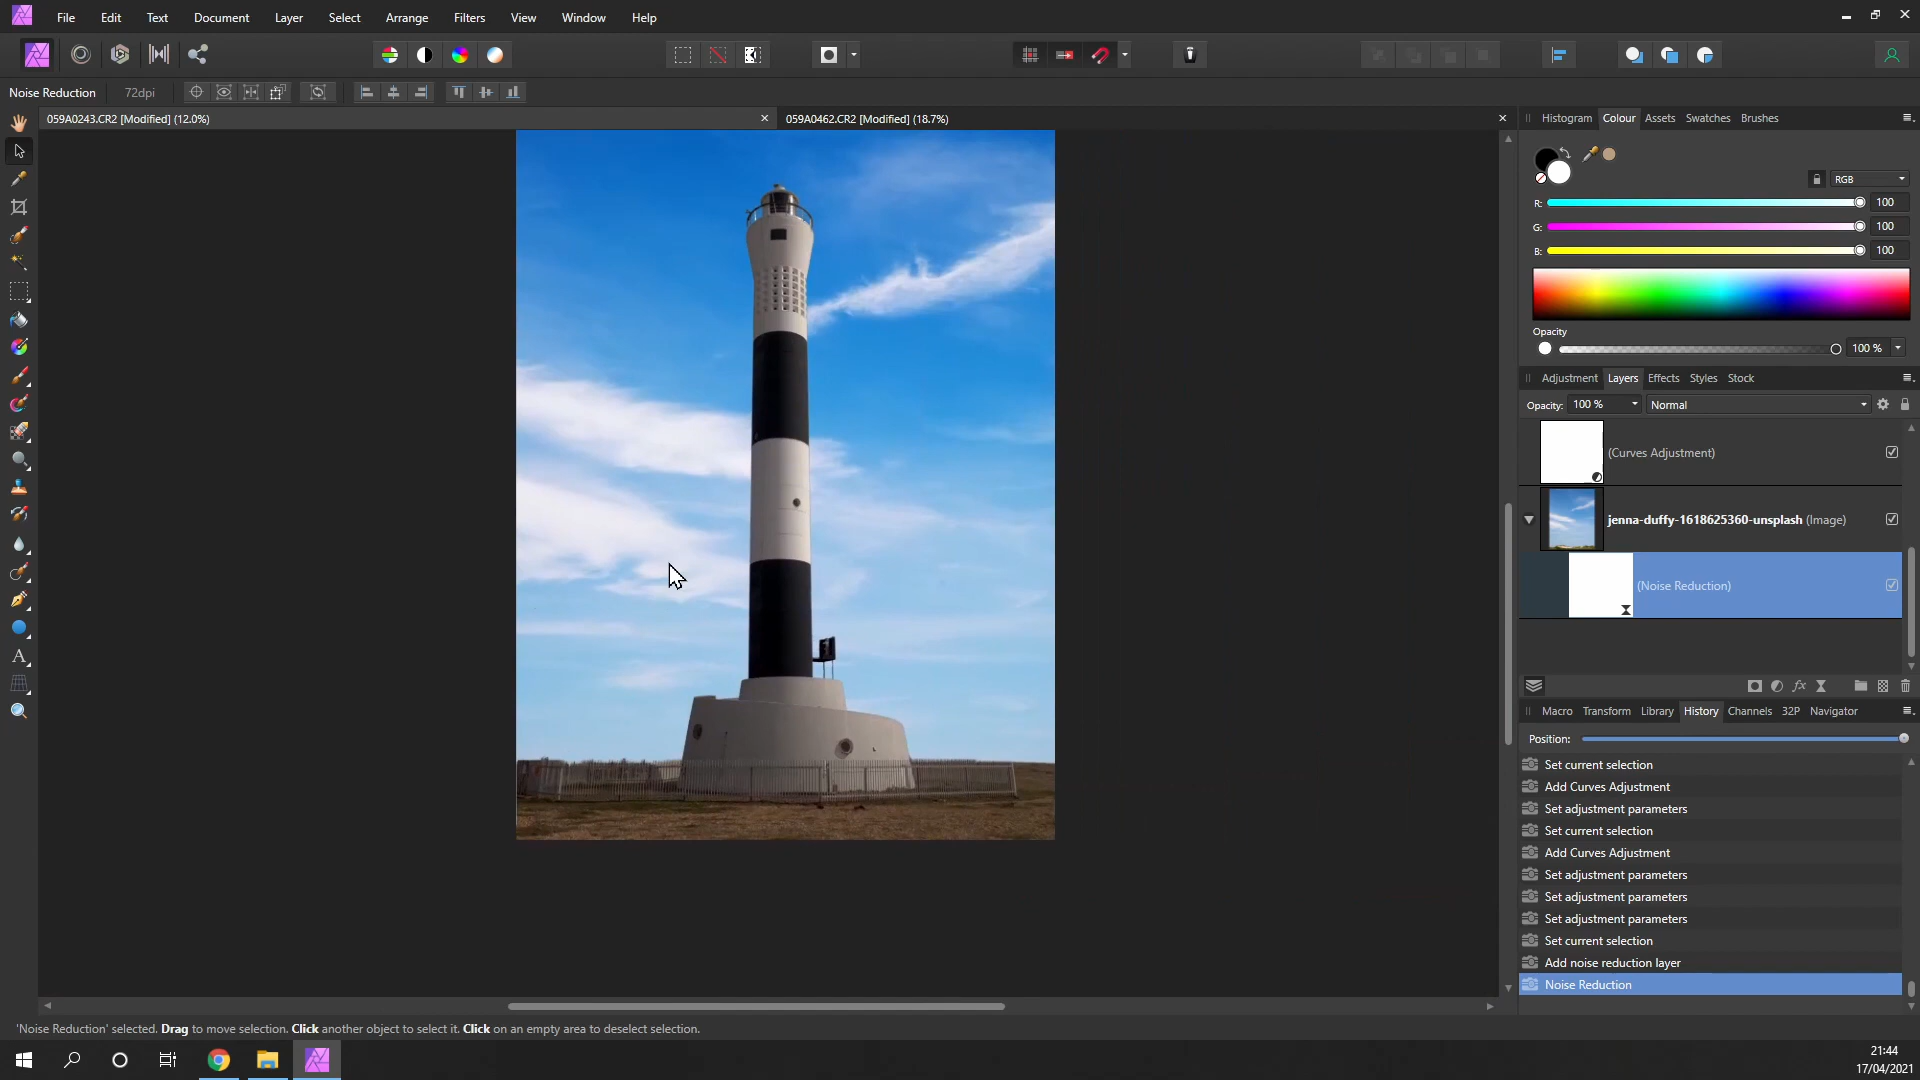 File Edit Text Document Layer Select Arrange Filters View Window Help
Noise Reduction 72dpi
059A0243.CR2 [Modified] (12.0%)
059A0462.CR2 [Modified] (18.7%)
Histogram Colour Assets Swatches Brushes
RGB
R: 100
G: 100
B: 100
Opacity
100 %
Adjustment Layers Effects Styles Stock
Opacity: 100 % Normal
(Curves Adjustment)
jenna-duffy-1618625360-unsplash (Image)
(Noise Reduction)
fx
Macro Transform Library History Channels 32P Navigator
Position:
Set current selection
Add Curves Adjustment
Set adjustment parameters
Set current selection
Add Curves Adjustment
Set adjustment parameters
Set adjustment parameters
Set adjustment parameters
Set current selection
Add noise reduction layer
Noise Reduction
'Noise Reduction' selected. Drag to move selection. Click another object to select it. Click on an empty area to deselect selection.
21:44
17/04/2021